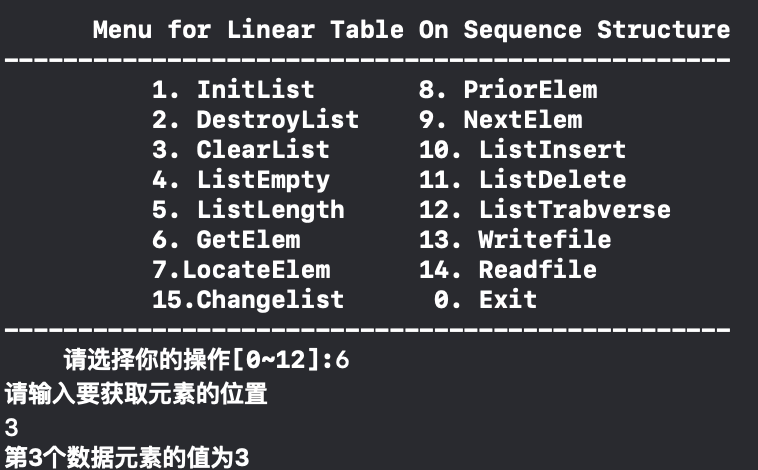 Menu for Linear Table On Sequence Structure
--------------------------------------------------
1. InitList 8. PriorElem
2. DestroyList 9. NextElem
3. ClearList 10. ListInsert
4. ListEmpty 11. ListDelete
5. ListLength 12. ListTrabverse
6. GetElem 13. Writefile
7.LocateElem 14. Readfile
15.Changelist 0. Exit
--------------------------------------------------
请选择你的操作[0~12]:6
请输入要获取元素的位置
3
第3个数据元素的值为3